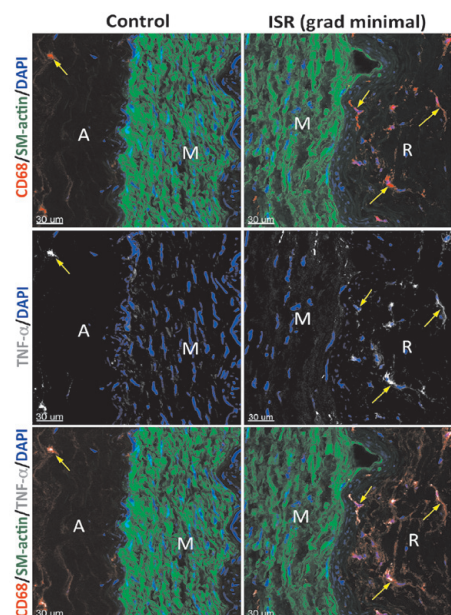 Control ISR (grad minimal)
CD68/SM-actin/DAPI
A M M R
30 um 30 um
TNF-α/DAPI
A M M R
30 um 30 um
CD68/SM-actin/TNF-α/DAPI
A M M R
30 um 30 um